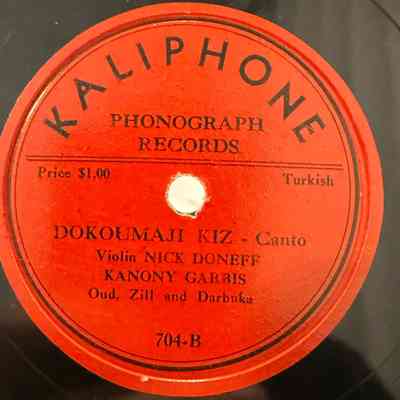 KALIPHONE
PHONOGRAPH
RECORDS
Price $1,00 Turkish
DOKOUMAJI KIZ - Canto
Violin NICK DONEFF
KANONY GARBIS
Oud, Zill and Darbuka
704-B